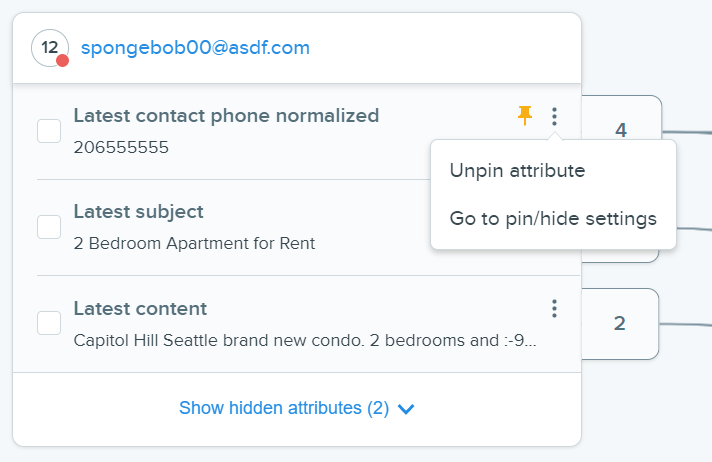 12
spongebob00@asdf.com
Latest contact phone normalized
206555555
4
Unpin attribute
Go to pin/hide settings
Latest subject
2 Bedroom Apartment for Rent
Latest content
Capitol Hill Seattle brand new condo. 2 bedrooms and :-9...
2
Show hidden attributes (2)